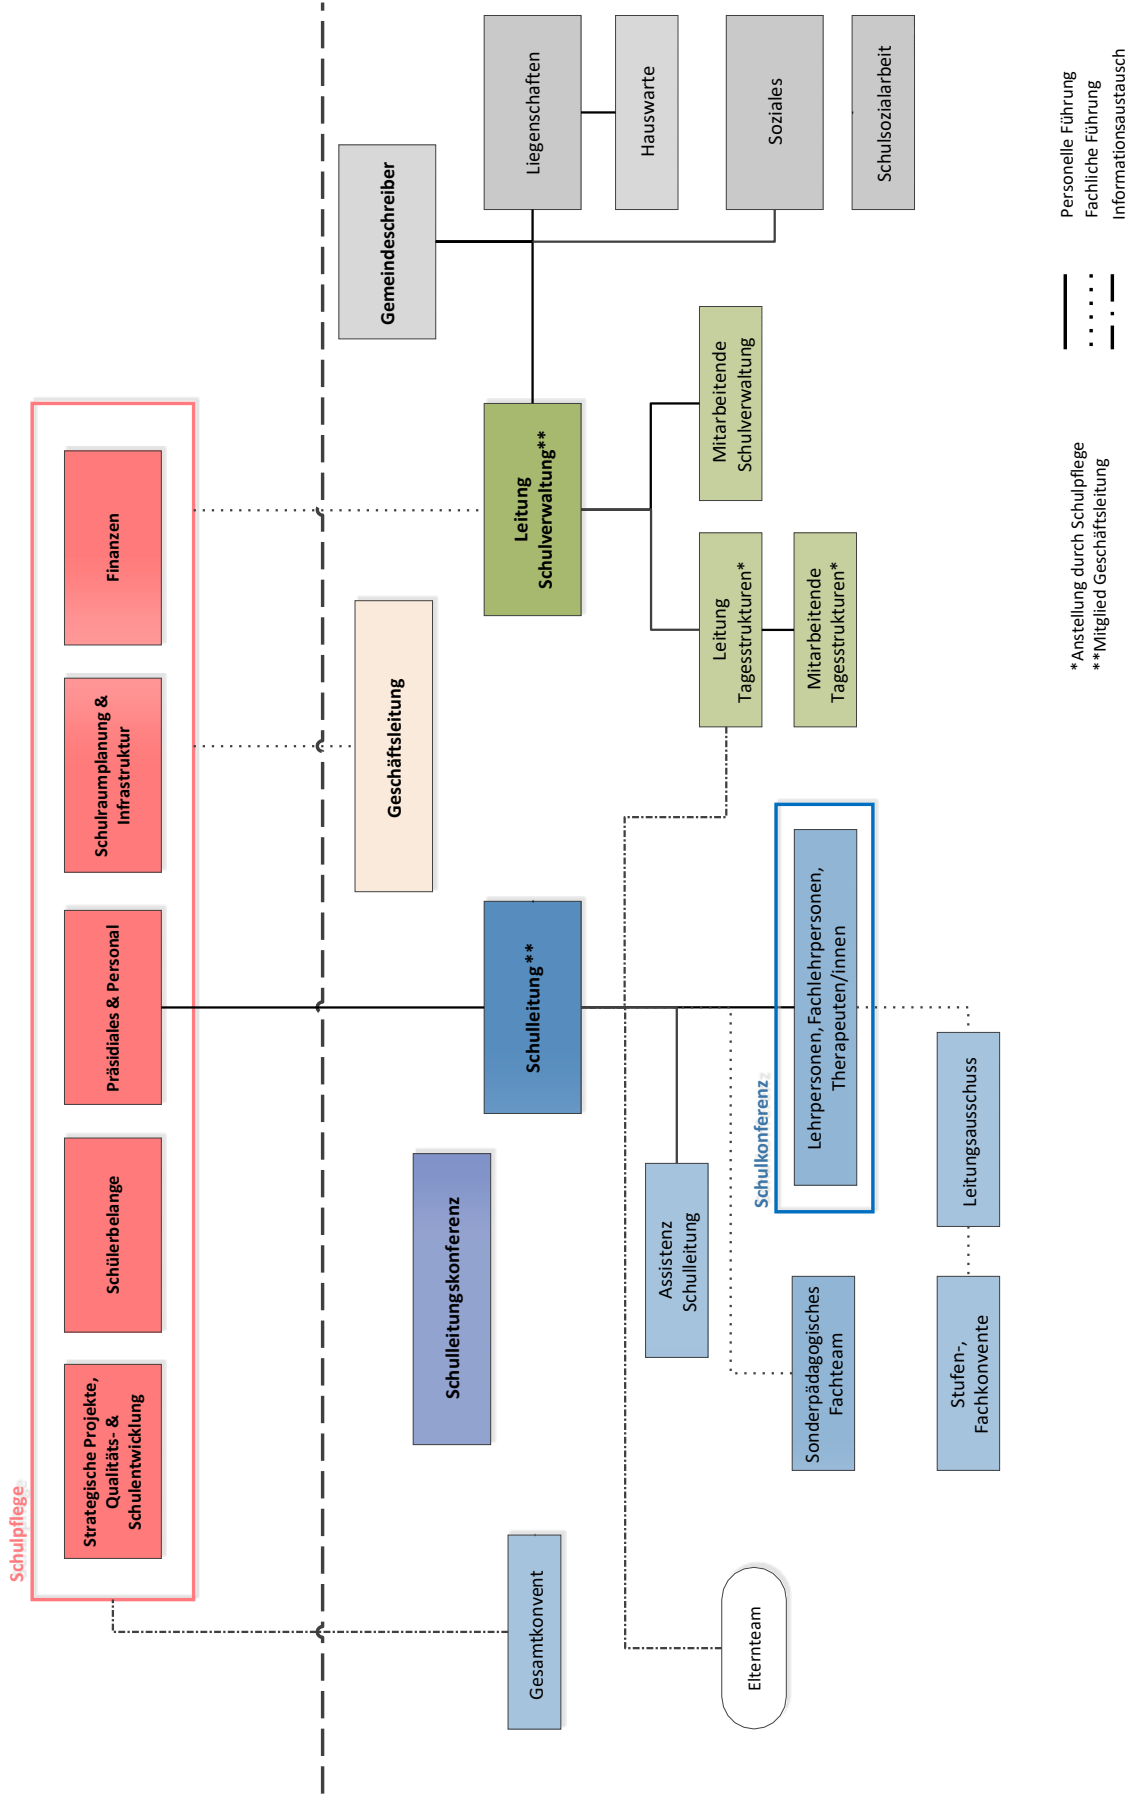 Schulpflege
Strategische Projekte,
Qualitäts- &
Schulentwicklung
Schülerbelange
Präsidiales & Personal
Schulraumplanung &
Infrastruktur
Finanzen
Gemeindeschreiber
Geschäftsleitung
Schulleitungskonferenz
Gesamtkonvent
Schulleitung**
Leitung
Schulverwaltung**
Liegenschaften
Hauswarte
Soziales
Schulsozialarbeit
Assistenz
Schulleitung
Leitung
Tagesstrukturen*
Mitarbeitende
Schulverwaltung
Mitarbeitende
Tagesstrukturen*
Elternteam
Schulkonferenz
Sonderpädagogisches
Fachteam
Lehrpersonen, Fachlehrpersonen,
Therapeuten/innen
Stufen-,
Fachkonvente
Leitungsausschuss
*Anstellung durch Schulpflege
**Mitglied Geschäftsleitung
Personelle Führung
Fachliche Führung
Informationsaustausch